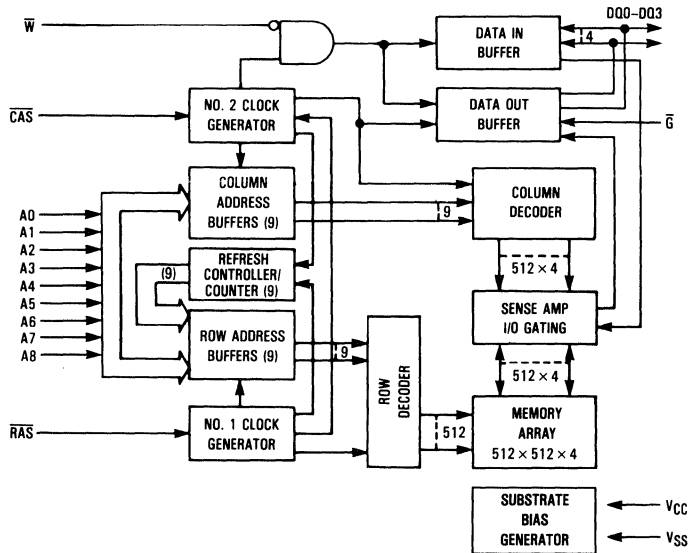 W̅
DATA IN
BUFFER
DQ0–DQ3
4
C̅A̅S̅
NO. 2 CLOCK
GENERATOR
DATA OUT
BUFFER
G̅
COLUMN
ADDRESS
BUFFERS (9)
9
COLUMN
DECODER
A0
A1
A2
A3
A4
A5
A6
A7
A8
(9)
REFRESH
CONTROLLER/
COUNTER (9)
512 × 4
SENSE AMP
I/O GATING
ROW ADDRESS
BUFFERS (9)
9
ROW
DECODER
512 × 4
R̅A̅S̅
NO. 1 CLOCK
GENERATOR
512
MEMORY
ARRAY
512 × 512 × 4
SUBSTRATE
BIAS
GENERATOR
VCC
VSS